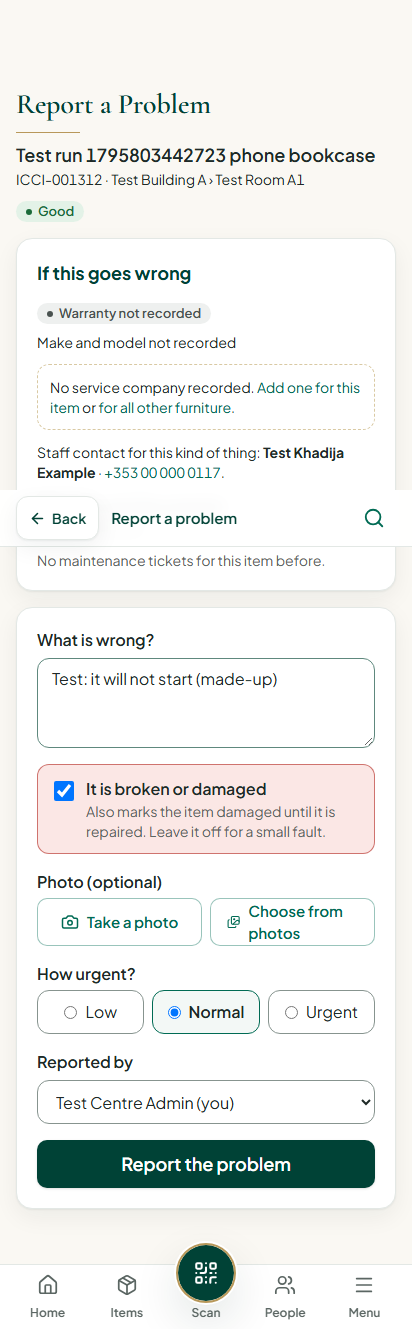 Report a Problem
Test run 1795803442723 phone bookcase
ICCI-001312 · Test Building A › Test Room A1
Good
If this goes wrong
Warranty not recorded
Make and model not recorded
No service company recorded. Add one for this
item or for all other furniture.
Staff contact for this kind of thing: Test Khadija
Example · +353 00 000 0117.
Back
Report a problem
No maintenance tickets for this item before.
What is wrong?
Test: it will not start (made-up)
It is broken or damaged
Also marks the item damaged until it is
repaired. Leave it off for a small fault.
Photo (optional)
Take a photo
Choose from
photos
How urgent?
Low
Normal
Urgent
Reported by
Test Centre Admin (you)
Report the problem
Home
Items
Scan
People
Menu